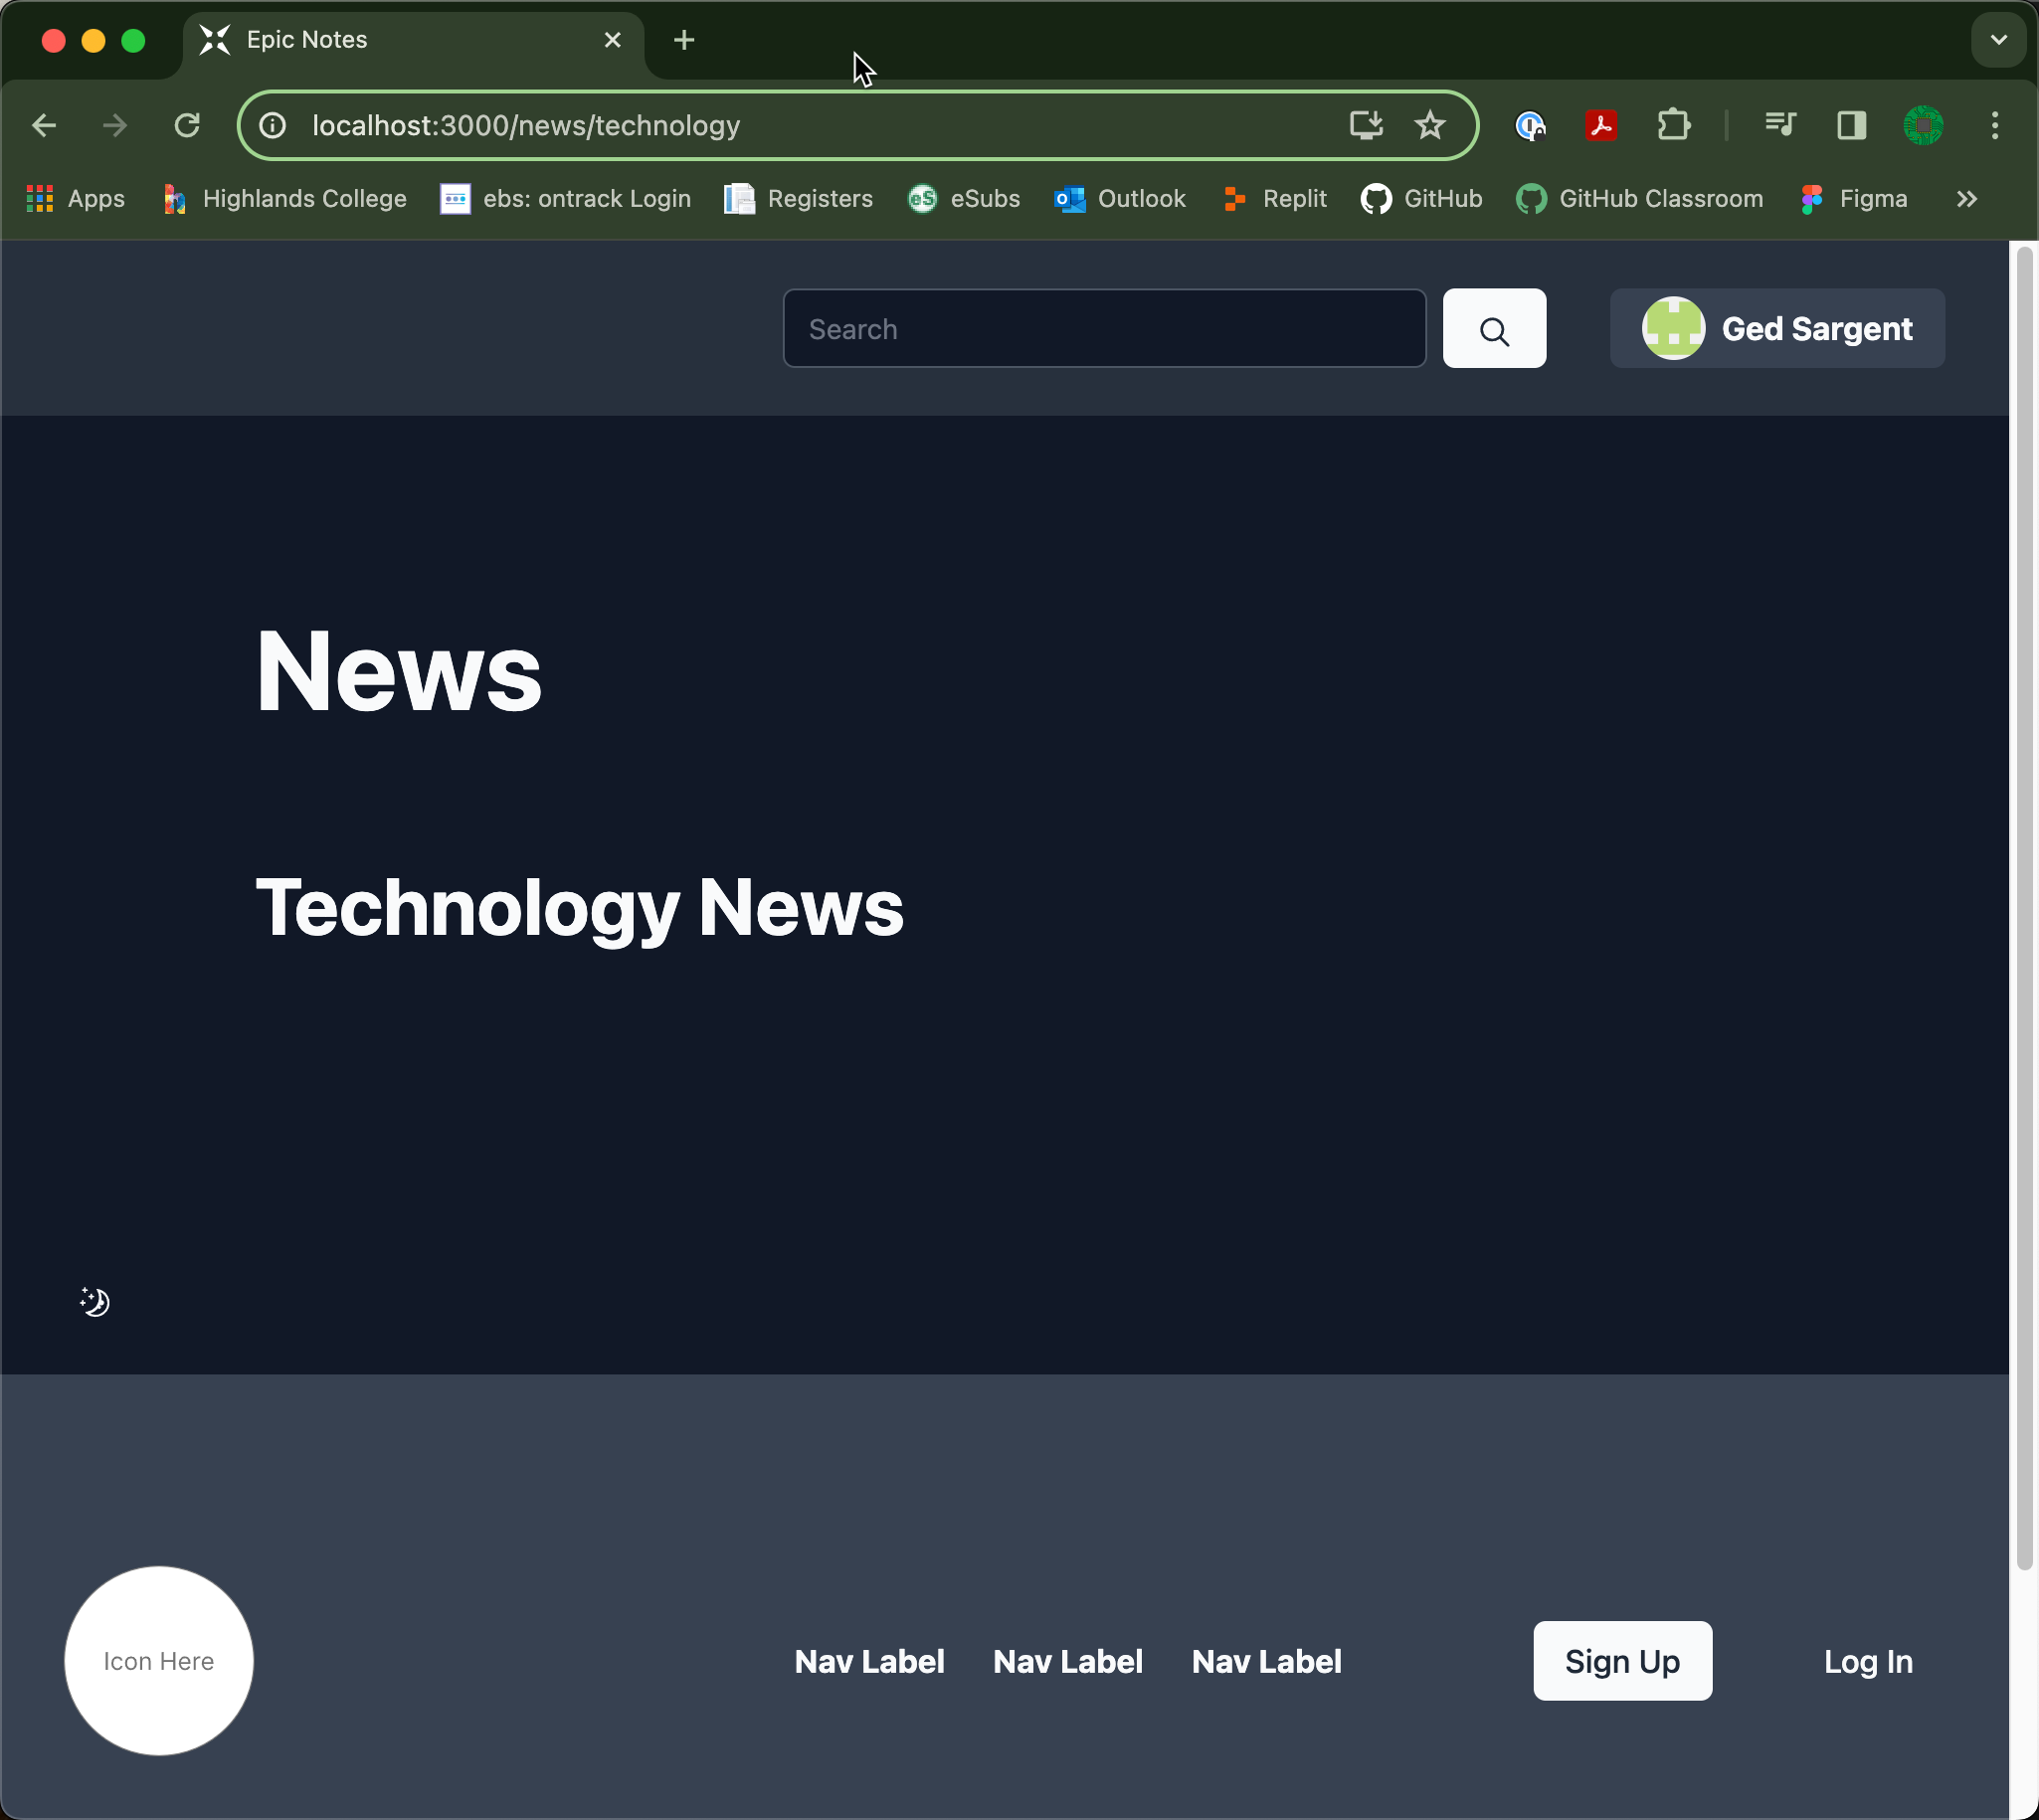 Epic Notes
localhost:3000/news/technology
Apps Highlands College ebs: ontrack Login Registers eSubs Outlook Replit GitHub GitHub Classroom Figma
Search Ged Sargent
News
Technology News
Icon Here Nav Label Nav Label Nav Label Sign Up Log In